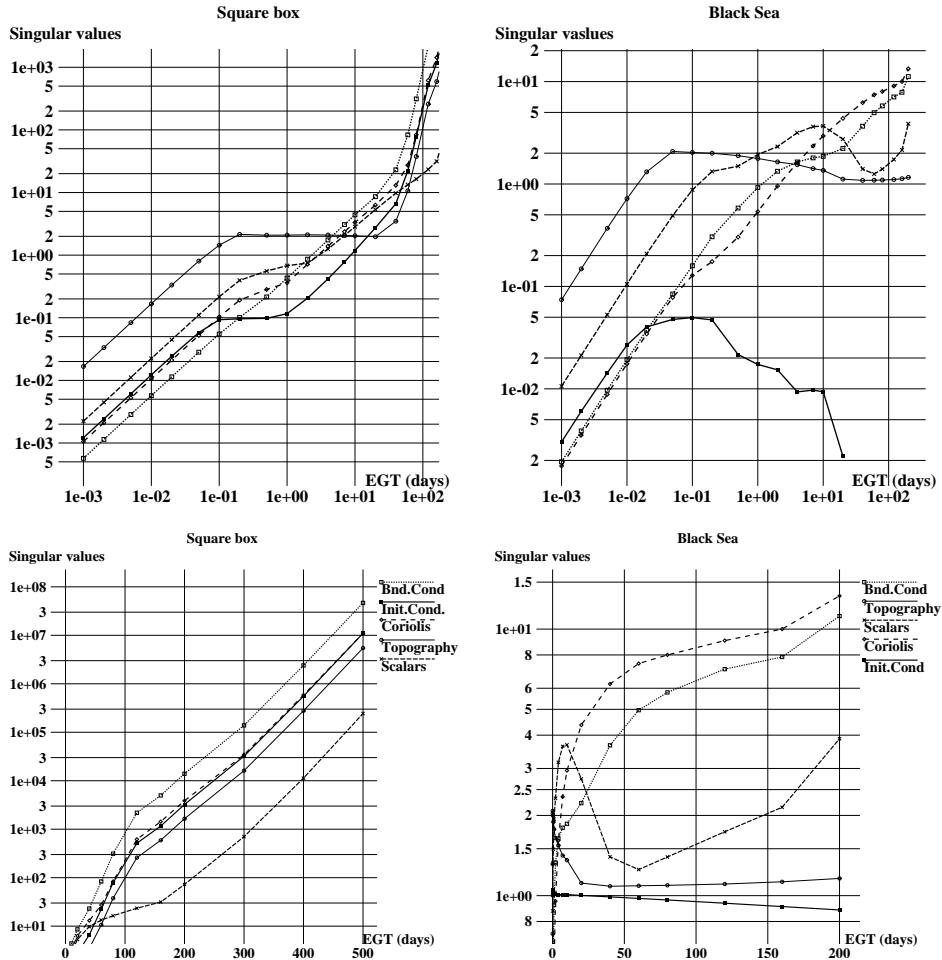 Square box
Singular values
1e+03
5
2
1e+02
5
2
1e+01
5
2
1e+00
5
2
1e-01
5
2
1e-02
5
2
1e-03
5
EGT (days)
1e-03
1e-02
1e-01
1e+00
1e+01
1e+02
Black Sea
Singular vaslues
2
1e+01
5
2
1e+00
5
2
1e-01
5
2
1e-02
5
2
EGT (days)
1e-03
1e-02
1e-01
1e+00
1e+01
1e+02
Square box
Singular values
1e+08
3
1e+07
3
1e+06
3
1e+05
3
1e+04
3
1e+03
3
1e+02
3
1e+01
Bnd.Cond
Init.Cond.
Coriolis
Topography
Scalars
EGT (days)
0
100
200
300
400
500
Black Sea
Singular values
1.5
1e+01
8
6
5
4
3
2.5
2
1.5
1e+00
8
Bnd.Cond
Topography
Scalars
Coriolis
Init.Cond
EGT (days)
0
50
100
150
200